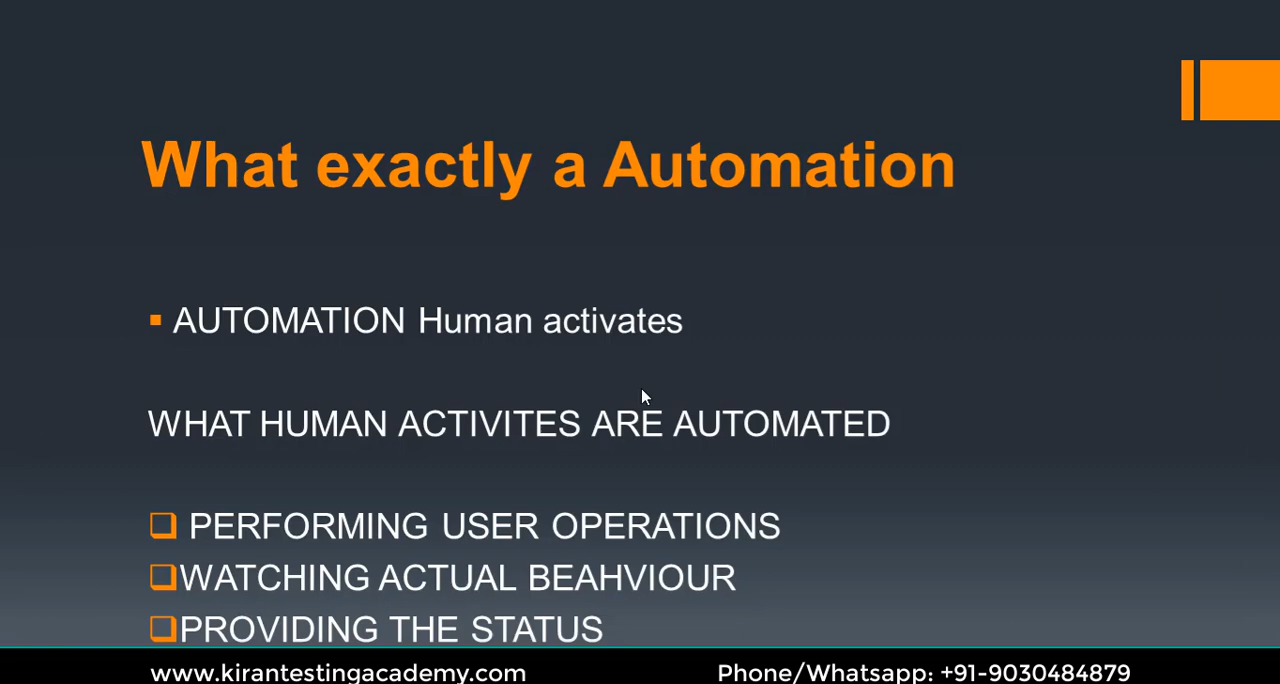 What exactly a Automation
AUTOMATION Human activates
WHAT HUMAN ACTIVITES ARE AUTOMATED
PERFORMING USER OPERATIONS
WATCHING ACTUAL BEAHVIOUR
PROVIDING THE STATUS
www.kirantestingacademy.com Phone/Whatsapp: +91-9030484879